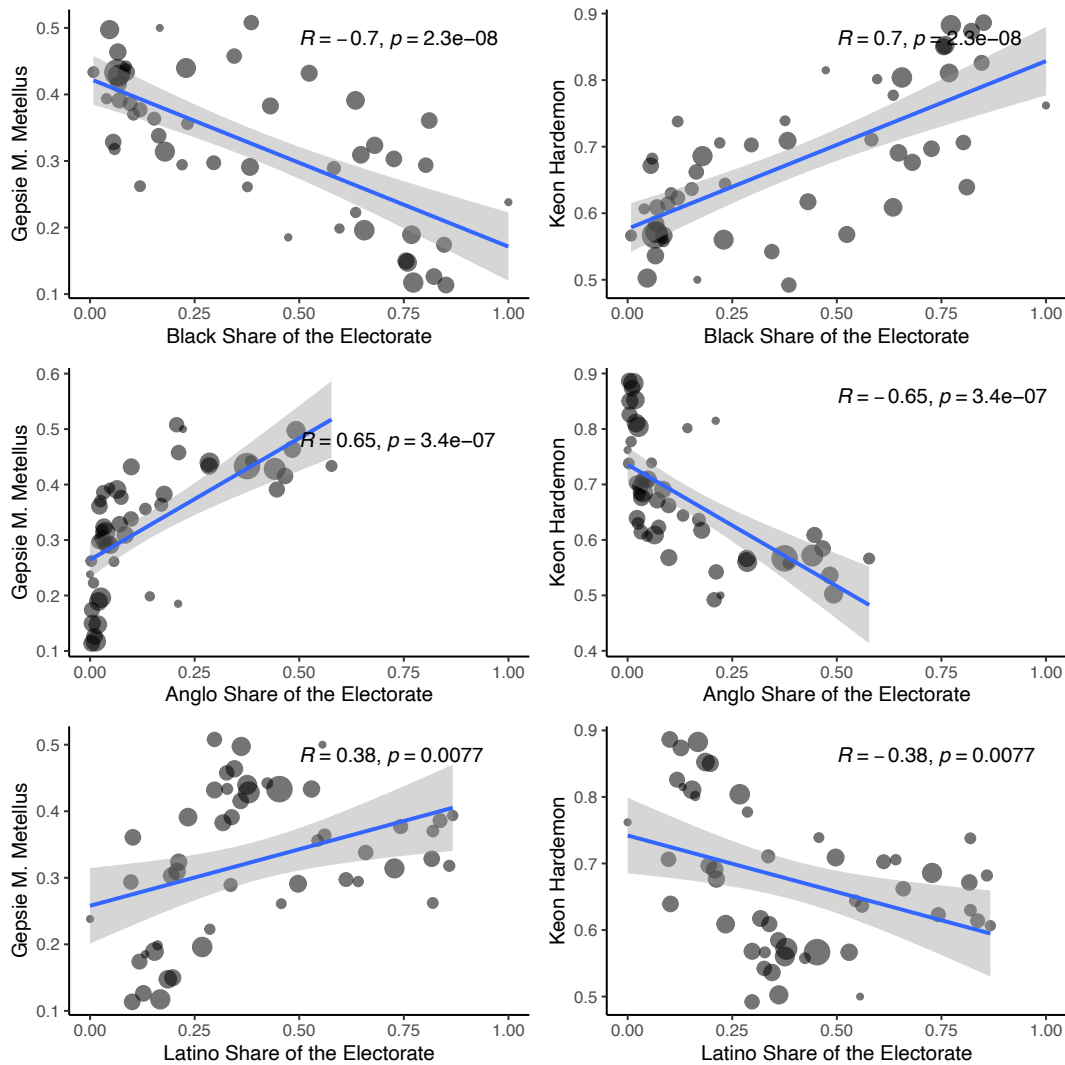 Gepsie M. Metellus
0.5
0.4
0.3
0.2
0.1
R = −0.7, p = 2.3e−08
0.00 0.25 0.50 0.75 1.00
Black Share of the Electorate
Keon Hardemon
0.9
0.8
0.7
0.6
0.5
R = 0.7, p = 2.3e−08
0.00 0.25 0.50 0.75 1.00
Black Share of the Electorate
Gepsie M. Metellus
0.6
0.5
0.4
0.3
0.2
0.1
R = 0.65, p = 3.4e−07
0.00 0.25 0.50 0.75 1.00
Anglo Share of the Electorate
Keon Hardemon
0.9
0.8
0.7
0.6
0.5
0.4
R = −0.65, p = 3.4e−07
0.00 0.25 0.50 0.75 1.00
Anglo Share of the Electorate
Gepsie M. Metellus
0.5
0.4
0.3
0.2
0.1
R = 0.38, p = 0.0077
0.00 0.25 0.50 0.75 1.00
Latino Share of the Electorate
Keon Hardemon
0.9
0.8
0.7
0.6
0.5
R = −0.38, p = 0.0077
0.00 0.25 0.50 0.75 1.00
Latino Share of the Electorate